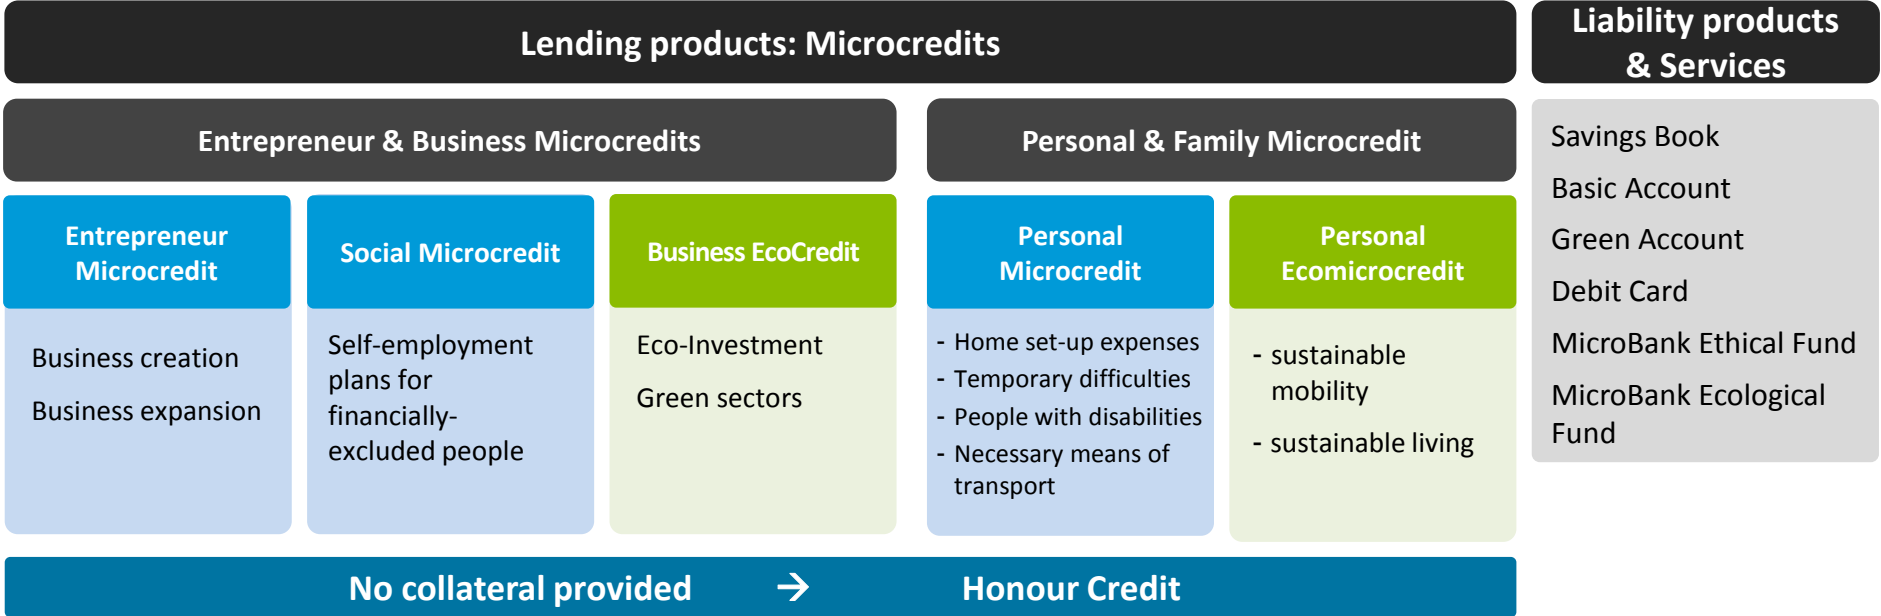 Lending products: Microcredits
Liability products
& Services
Entrepreneur & Business Microcredits
Personal & Family Microcredit
Entrepreneur
Microcredit
Business creation
Business expansion
Social Microcredit
Self-employment
plans for
financially-
excluded people
Business EcoCredit
Eco-Investment
Green sectors
Personal
Microcredit
- Home set-up expenses
- Temporary difficulties
- People with disabilities
- Necessary means of
transport
Personal
Ecomicrocredit
- sustainable
mobility
- sustainable living
Savings Book
Basic Account
Green Account
Debit Card
MicroBank Ethical Fund
MicroBank Ecological
Fund
No collateral provided → Honour Credit